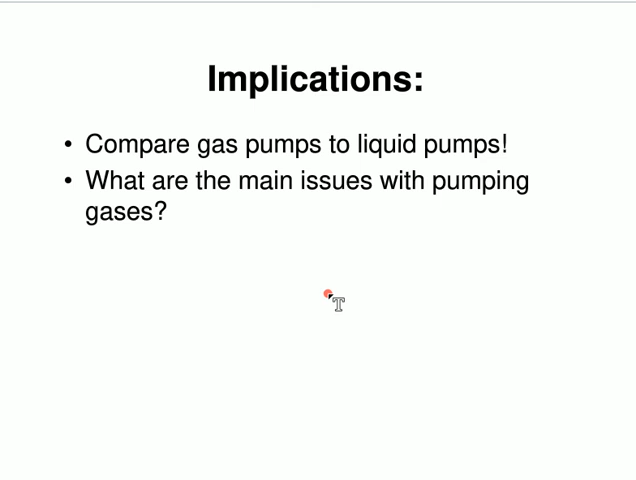 Implications:
• Compare gas pumps to liquid pumps!
• What are the main issues with pumping
gases?